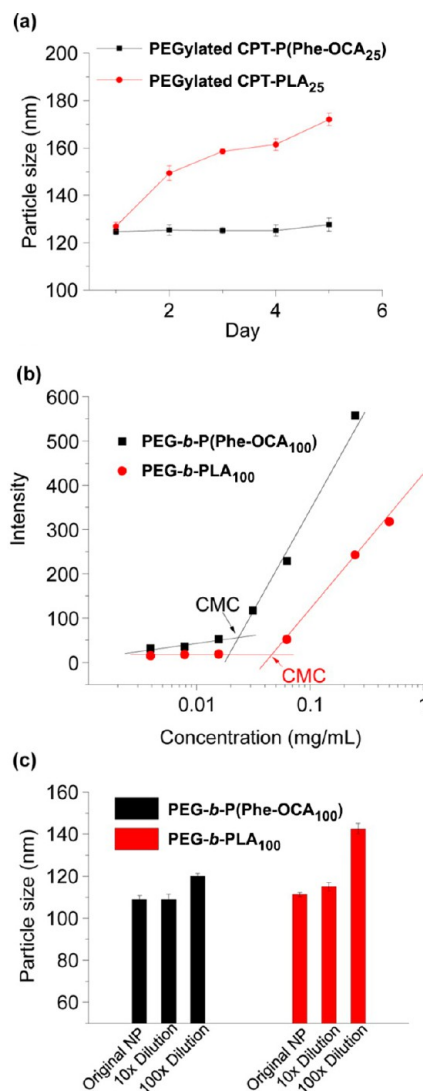 (a)
200
180
160
140
120
100
Particle size (nm)
PEGylated CPT-P(Phe-OCA25)
PEGylated CPT-PLA25
2
4
6
Day
(b)
600
500
400
300
200
100
0
Intensity
PEG-b-P(Phe-OCA100)
PEG-b-PLA100
CMC
CMC
0.01
0.1
1
Concentration (mg/mL)
(c)
160
140
120
100
80
60
Particle size (nm)
PEG-b-P(Phe-OCA100)
PEG-b-PLA100
Original NP
10x Dilution
100x Dilution
Original NP
10x Dilution
100x Dilution